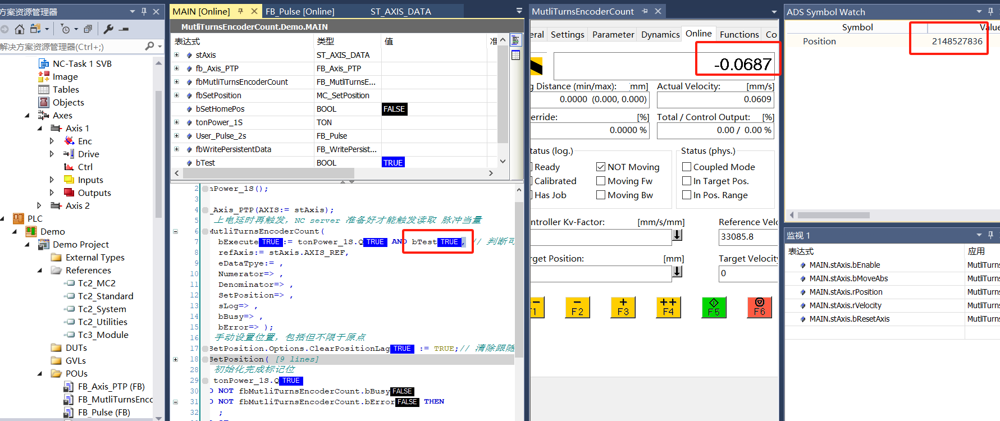 方案资源管理器
解决方案资源管理器(Ctrl+;)
NC-Task 1 SVB
Image
Tables
Objects
Axes
Axis 1
Enc
Drive
Ctrl
Inputs
Outputs
Axis 2
PLC
Demo
Demo Project
External Types
References
Tc2_MC2
Tc2_Standard
Tc2_System
Tc2_Utilities
Tc3_Module
DUTs
GVLs
POUs
FB_Axis_PTP (FB)
FB_MutliTurnsEnc
FB_Pulse (FB)
MAIN [Online] FB_Pulse [Online] ST_AXIS_DATA
MutliTurnsEncoderCount.Demo.MAIN
表达式 类型 值 准
stAxis ST_AXIS_DATA
fb_Axis_PTP FB_Axis_PTP
fbMutliTurnsEncoderCount FB_MutliTurnsE...
fbSetPosition MC_SetPosition
bSetHomePos BOOL FALSE
tonPower_1S TON
User_Pulse_2s FB_Pulse
fbWritePersistentData FB_WritePersist...
bTest BOOL TRUE
2 nPower_1S();
3
4 _Axis_PTP(AXIS:= stAxis);
5 上电延时再触发，NC server 准备好才能触发读取 脉冲当量
6 MutliTurnsEncoderCount(
7 bExecute TRUE := tonPower_1S.Q TRUE AND bTest TRUE , // 判断可
8 refAxis:= stAxis.AXIS_REF,
9 eDataTpye:= ,
10 Numerator=> ,
11 Denominator=> ,
12 SetPosition=> ,
13 sLog=> ,
14 bBusy=> ,
15 bError=> );
16 手动设置位置，包括但不限于原点
17 SetPosition.Options.ClearPositionLag TRUE := TRUE;// 清除跟随
18 SetPosition( [9 lines]
28 初始化完成标记位
29 tonPower_1S.Q TRUE
30 D NOT fbMutliTurnsEncoderCount.bBusy FALSE
31 D NOT fbMutliTurnsEncoderCount.bError FALSE THEN
32 ;
MutliTurnsEncoderCount
eral Settings Parameter Dynamics Online Functions Co
-0.0687
g Distance (min/max): [mm] Actual Velocity: [mm/s]
0.0000 (0.000, 0.000) 0.0609
erride: [%] Total / Control Output: [%]
0.0000 % 0.00 / 0.00 %
tatus (log.) Status (phys.)
Ready NOT Moving Coupled Mode
Calibrated Moving Fw In Target Pos.
Has Job Moving Bw In Pos. Range
ntroller Kv-Factor: [mm/s/mm] Reference Velo
33085.8
rget Position: [mm] Target Velocity
0
F1 - F2 + F3 ++ F4 F5 F6
ADS Symbol Watch
Symbol Value
Position 2148527836
监视 1
表达式 应用
MAIN.stAxis.bEnable MutliTurns
MAIN.stAxis.bMoveAbs MutliTurns
MAIN.stAxis.rPosition MutliTurns
MAIN.stAxis.rVelocity MutliTurns
MAIN.stAxis.bResetAxis MutliTurns